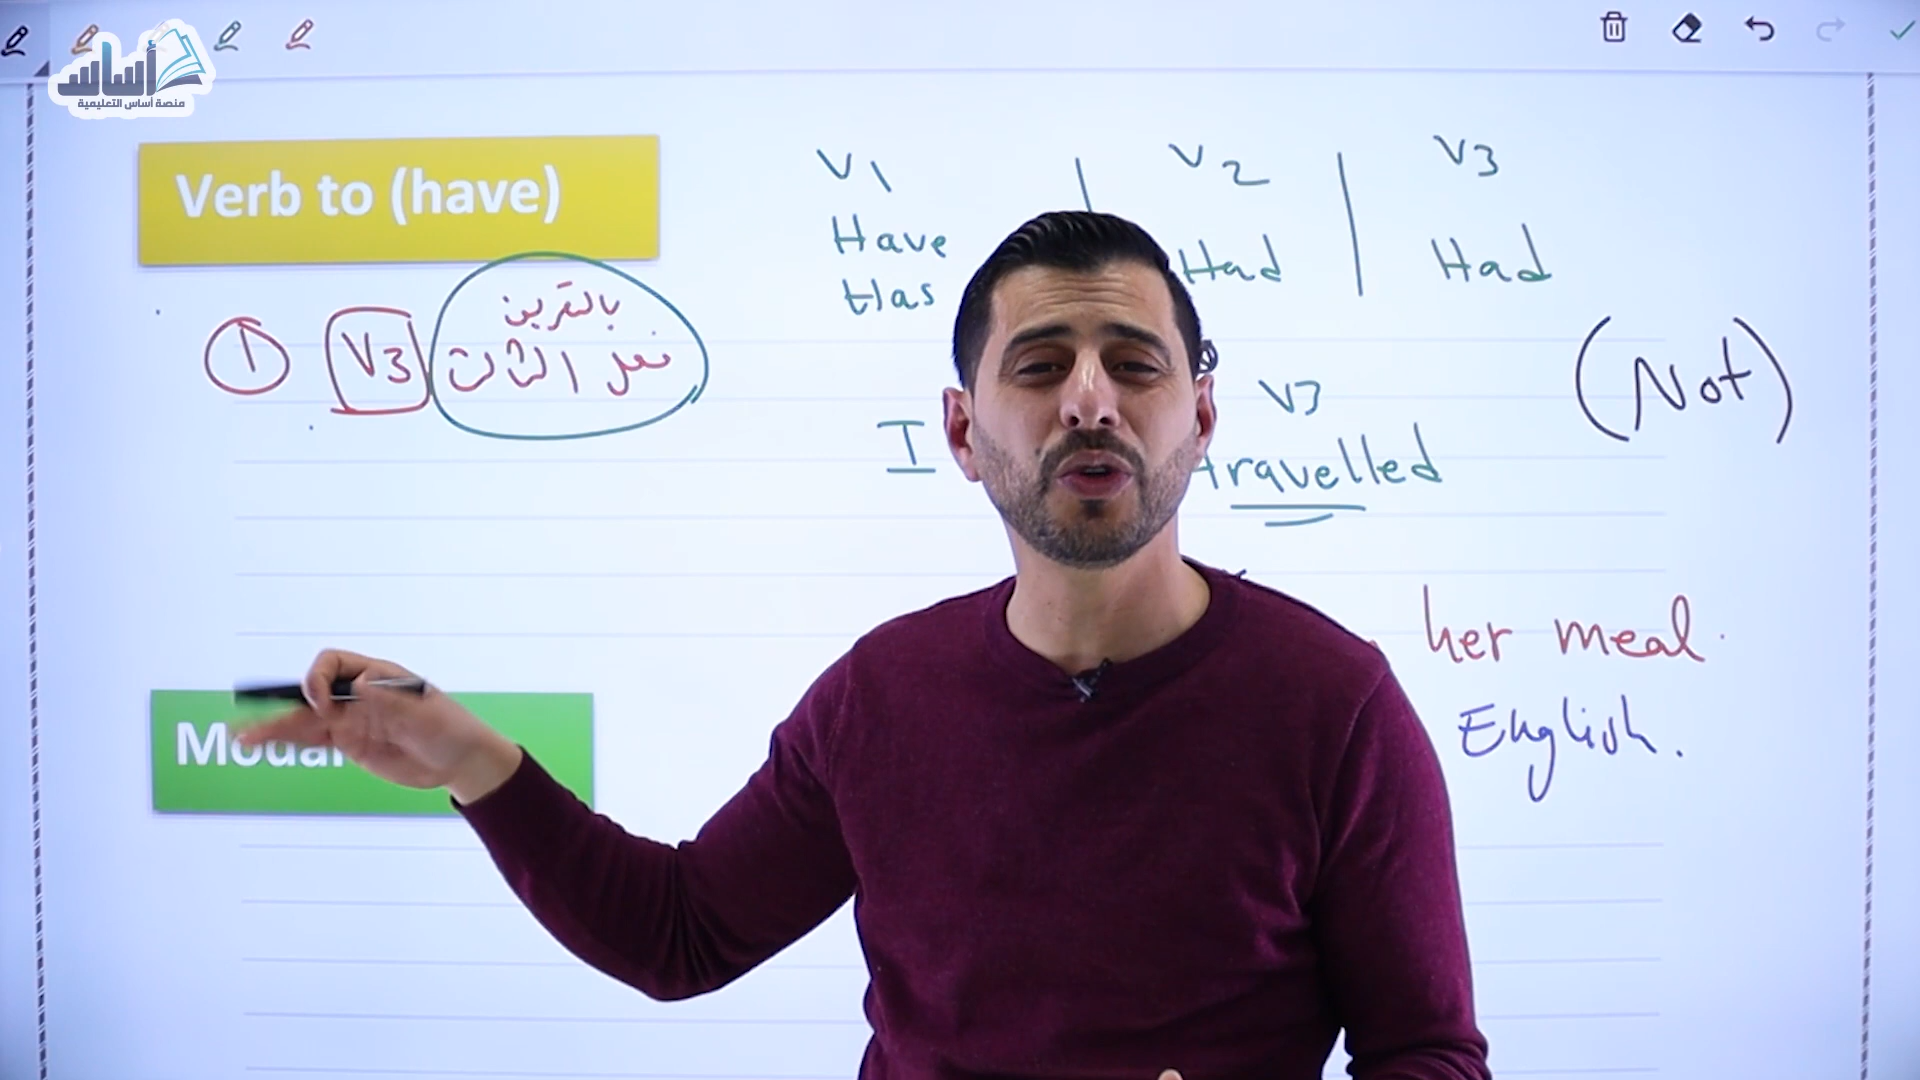 أساس
منصة أساس التعليمية
Verb to (have)
V1 V2 V3
Have Had Had
Has
① V3 بالتمرين
فعل الثالث
(Not)
V3
I travelled
her meal.
English.
Modal